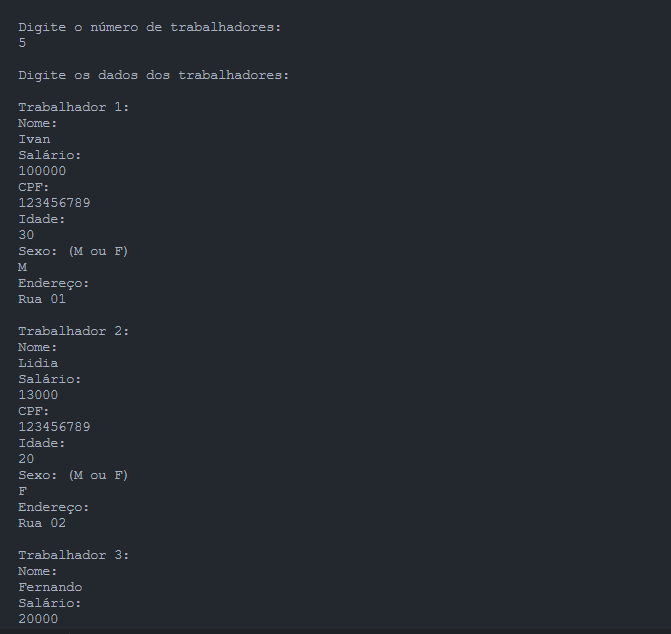 Digite o número de trabalhadores:
5
Digite os dados dos trabalhadores:
Trabalhador 1:
Nome:
Ivan
Salário:
100000
CPF:
123456789
Idade:
30
Sexo: (M ou F)
M
Endereço:
Rua 01
Trabalhador 2:
Nome:
Lidia
Salário:
13000
CPF:
123456789
Idade:
20
Sexo: (M ou F)
F
Endereço:
Rua 02
Trabalhador 3:
Nome:
Fernando
Salário:
20000